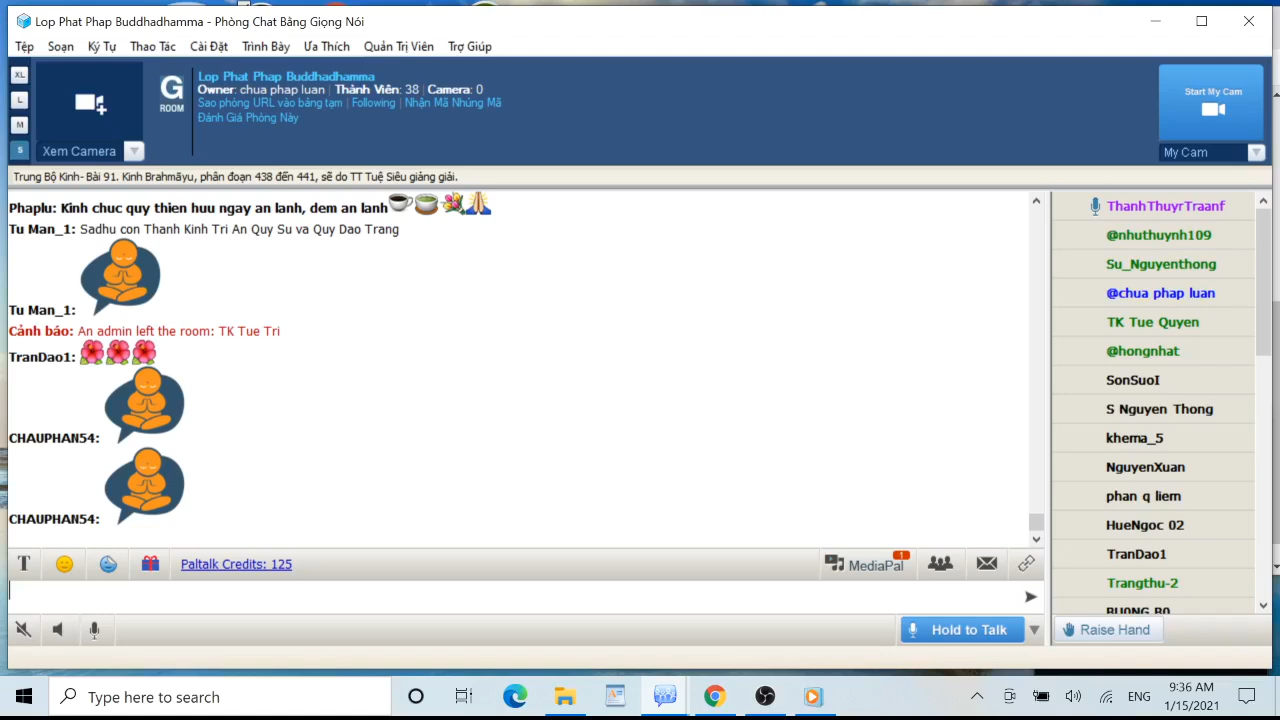 Lop Phat Phap Buddhadhamma - Phòng Chat Bằng Giọng Nói
Tệp Soạn Ký Tự Thao Tác Cài Đặt Trình Bày Ưa Thích Quản Trị Viên Trợ Giúp
XL
L
M
S
Xem Camera
G
ROOM
Lop Phat Phap Buddhadhamma
Owner: chua phap luan | Thành Viên: 38 | Camera: 0
Sao phòng URL vào bảng tạm | Following | Nhận Mã Nhúng Mã
Đánh Giá Phòng Này
Start My Cam
My Cam
Trung Bộ Kinh- Bài 91. Kinh Brahmāyu, phân đoạn 438 đến 441, sẽ do TT Tuệ Siêu giảng giải.
Phaplu: Kinh chuc quy thien huu ngay an lanh, dem an lanh
Tu Man_1: Sadhu con Thanh Kinh Tri An Quy Su va Quy Dao Trang
Tu Man_1:
Cảnh báo: An admin left the room: TK Tue Tri
TranDao1:
CHAUPHAN54:
CHAUPHAN54:
ThanhThuyrTraanf
@nhuthuynh109
Su_Nguyenthong
@chua phap luan
TK Tue Quyen
@hongnhat
SonSuoI
S Nguyen Thong
khema_5
NguyenXuan
phan q liem
HueNgoc 02
TranDao1
Trangthu-2
BU0NG B0
T
Paltalk Credits: 125
MediaPal
1
Hold to Talk
Raise Hand
Type here to search
ENG
9:36 AM
1/15/2021